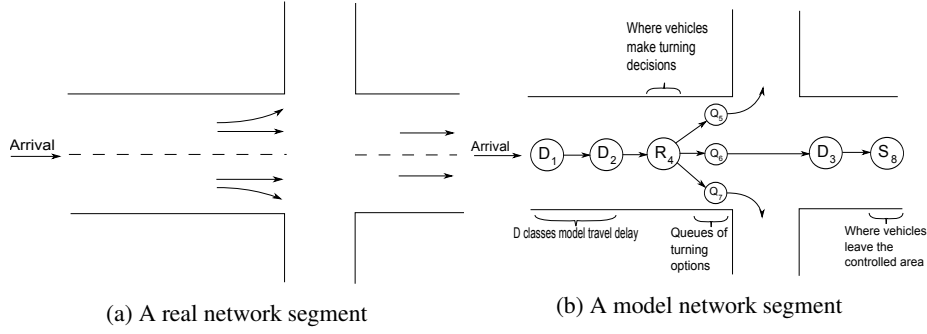 Arrival
(a) A real network segment
Where vehicles
make turning
decisions
Arrival
D1
D2
R4
Q5
Q6
Q7
D3
S8
D classes model travel delay
Queues of
turning
options
Where vehicles
leave the
controlled area
(b) A model network segment